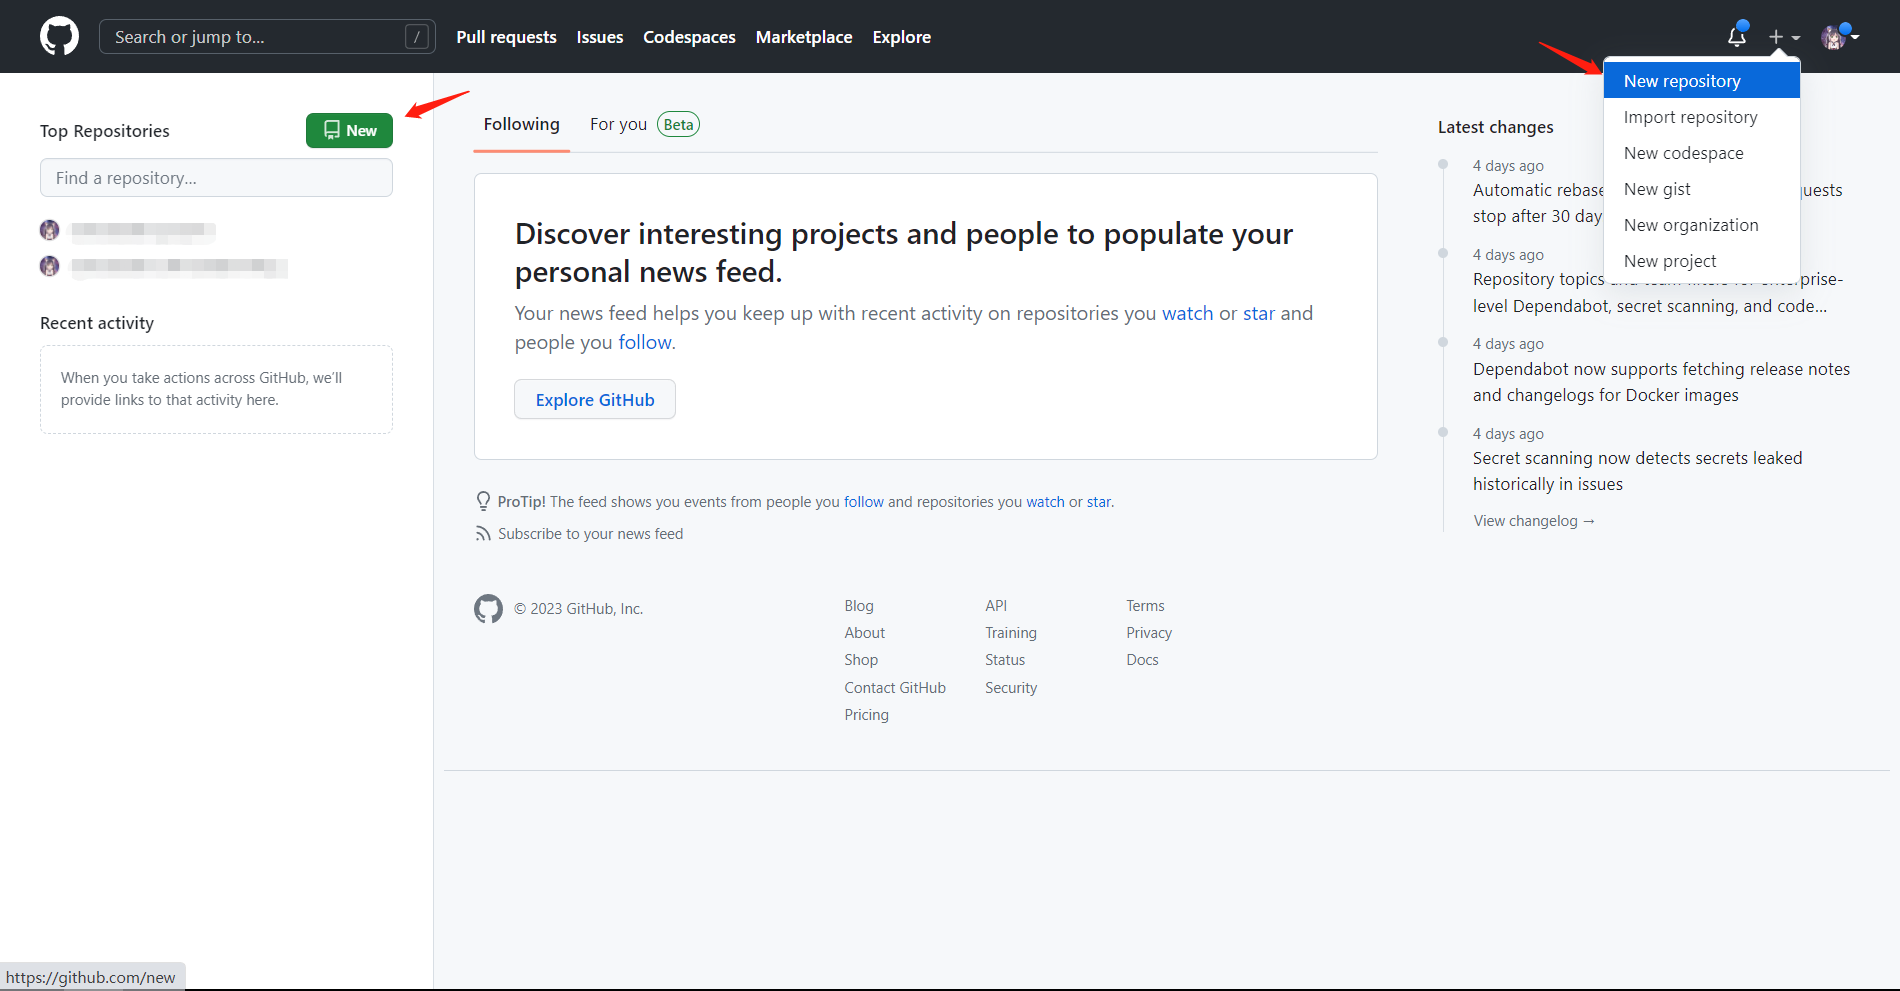 Search or jump to... /
Pull requests Issues Codespaces Marketplace Explore
New repository
Import repository
New codespace
New gist
New organization
New project
Top Repositories
New
Find a repository...
Recent activity
When you take actions across GitHub, we'll
provide links to that activity here.
Following For you Beta
Discover interesting projects and people to populate your
personal news feed.
Your news feed helps you keep up with recent activity on repositories you watch or star and
people you follow.
Explore GitHub
ProTip! The feed shows you events from people you follow and repositories you watch or star.
Subscribe to your news feed
Latest changes
4 days ago
Automatic rebase
stop after 30 day
4 days ago
Repository topics
level Dependabot, secret scanning, and code...
4 days ago
Dependabot now supports fetching release notes
and changelogs for Docker images
4 days ago
Secret scanning now detects secrets leaked
historically in issues
View changelog →
© 2023 GitHub, Inc.
Blog
About
Shop
Contact GitHub
Pricing
API
Training
Status
Security
Terms
Privacy
Docs
https://github.com/new